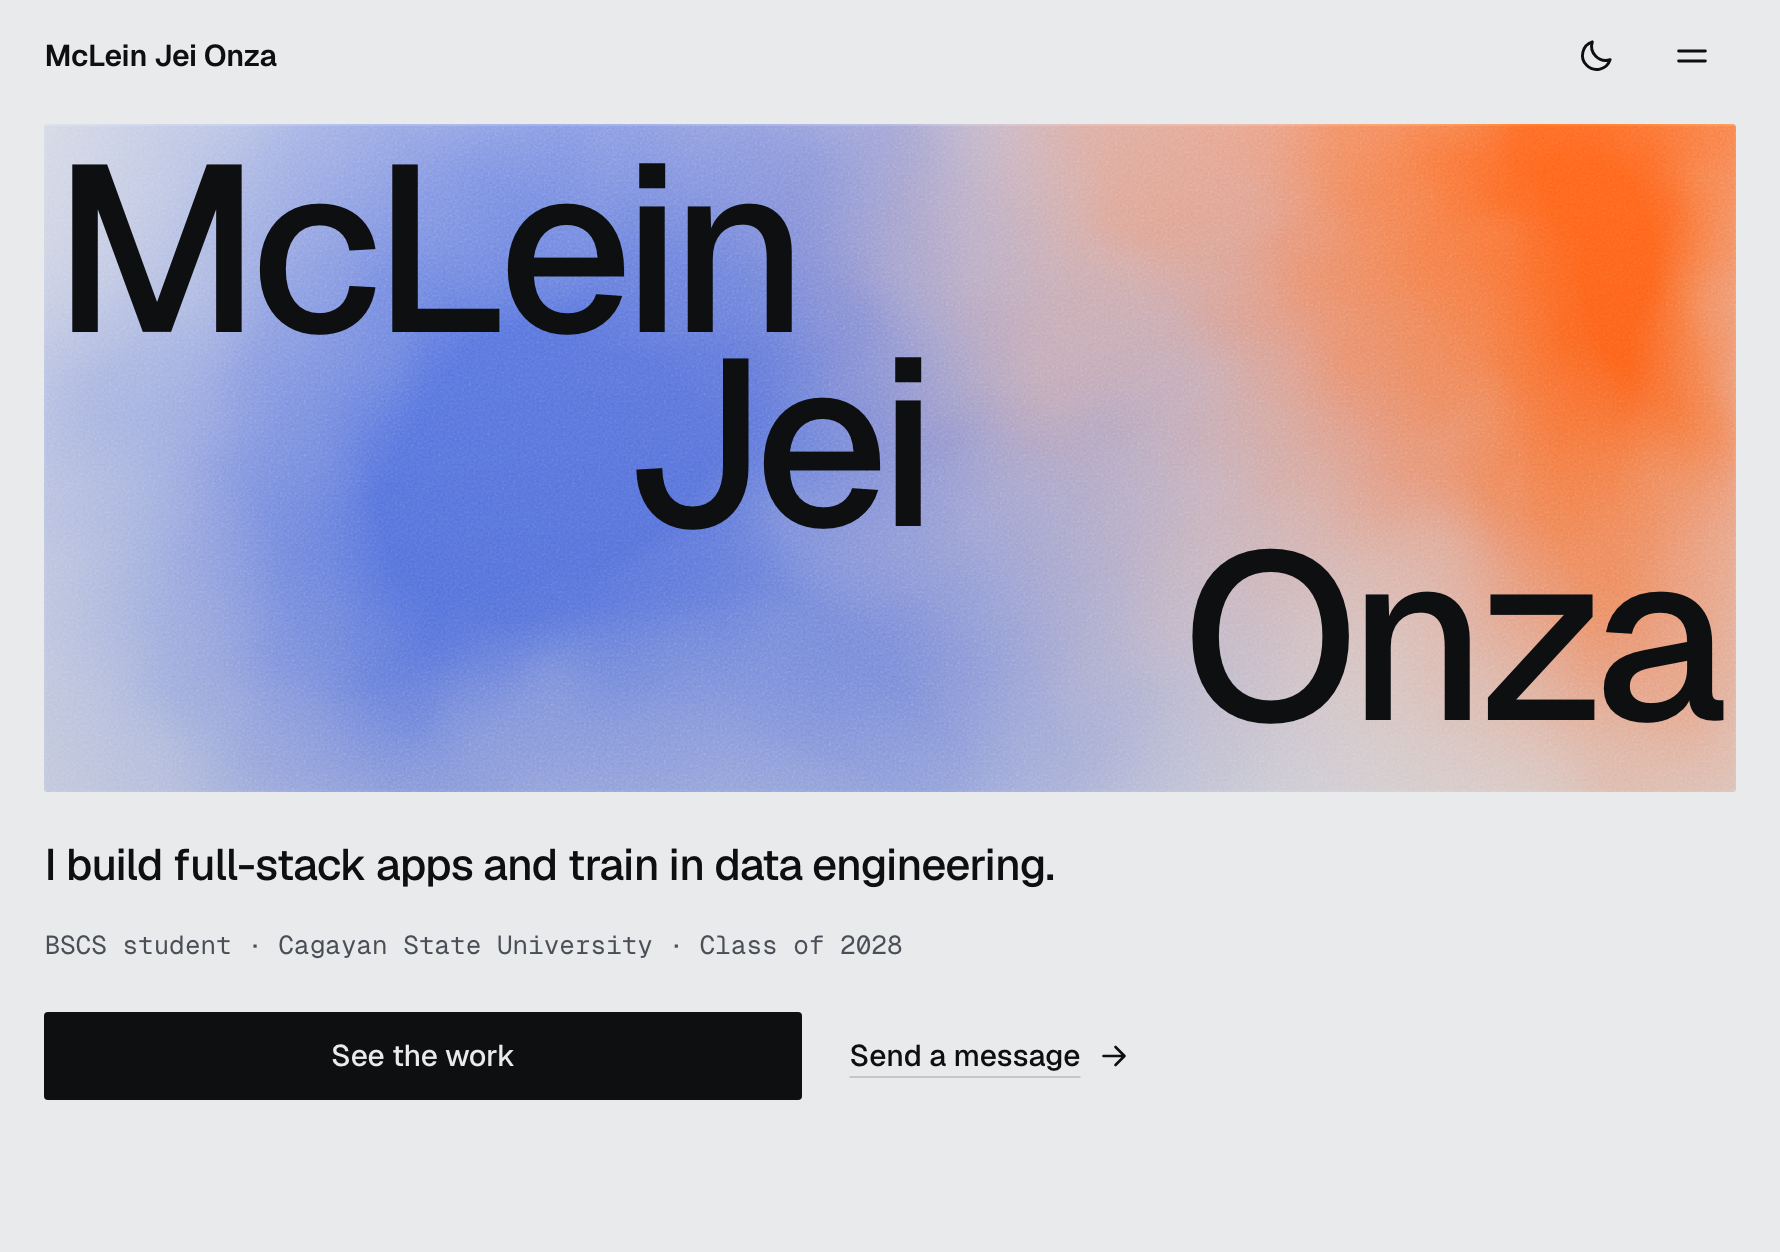 McLein Jei Onza
McLein
Jei
Onza
I build full-stack apps and train in data engineering.
BSCS student · Cagayan State University · Class of 2028
See the work
Send a message →